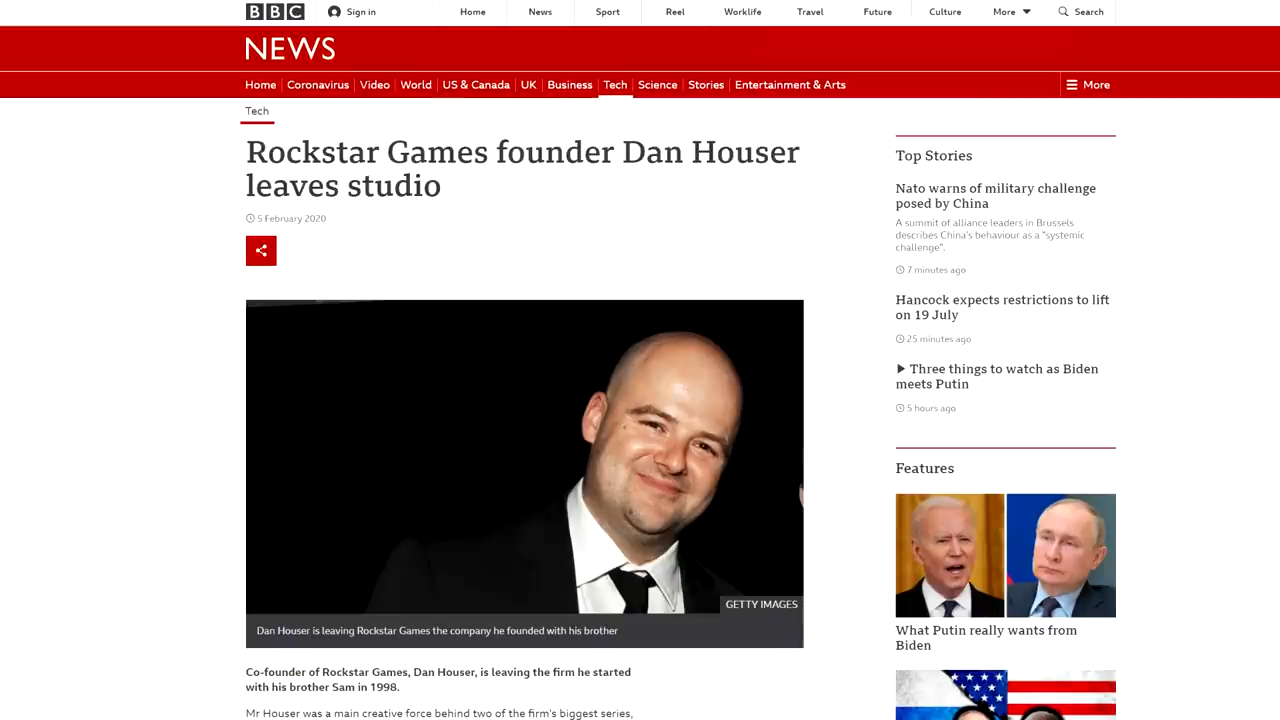 BBC
Sign in
Home
News
Sport
Reel
Worklife
Travel
Future
Culture
More
Search
NEWS
Home
Coronavirus
Video
World
US & Canada
UK
Business
Tech
Science
Stories
Entertainment & Arts
More
Tech
Rockstar Games founder Dan Houser
leaves studio
5 February 2020
GETTY IMAGES
Dan Houser is leaving Rockstar Games the company he founded with his brother
Co-founder of Rockstar Games, Dan Houser, is leaving the firm he started
with his brother Sam in 1998.
Mr Houser was a main creative force behind two of the firm's biggest series,
Top Stories
Nato warns of military challenge
posed by China
A summit of alliance leaders in Brussels
describes China's behaviour as a "systemic
challenge".
7 minutes ago
Hancock expects restrictions to lift
on 19 July
25 minutes ago
Three things to watch as Biden
meets Putin
5 hours ago
Features
What Putin really wants from
Biden